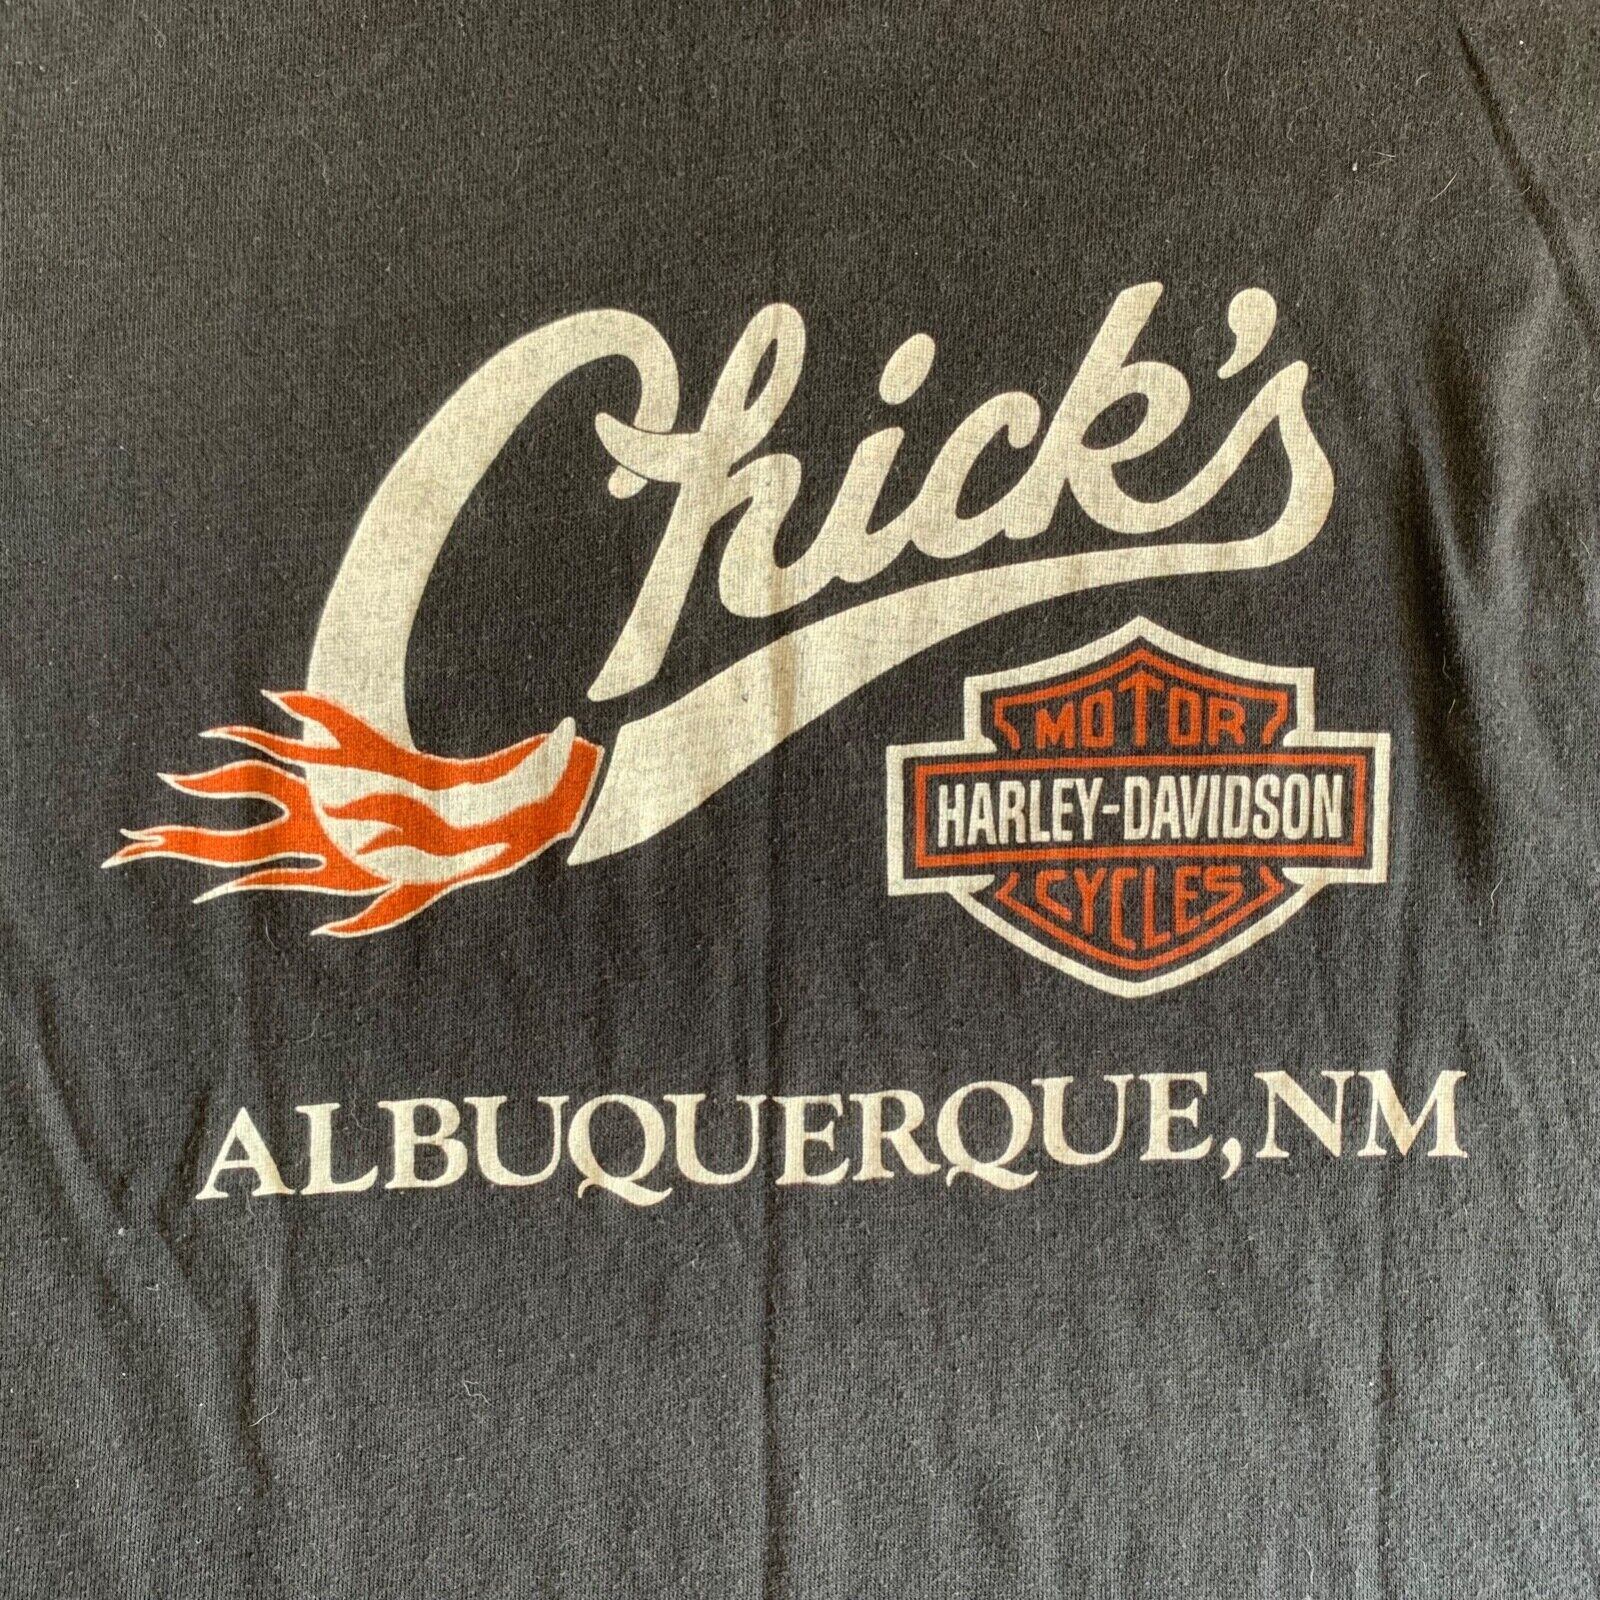 Chick's
MOTOR
HARLEY-DAVIDSON
CYCLES
ALBUQUERQUE, NM